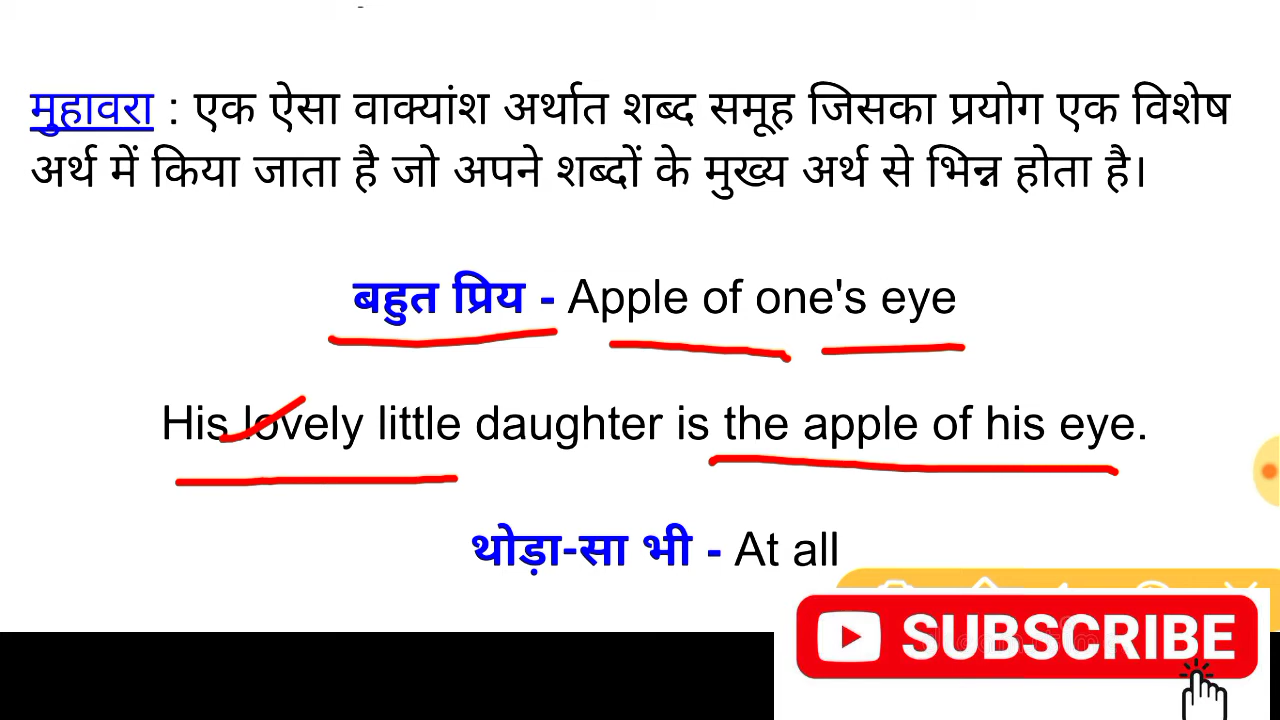 मुहावरा : एक ऐसा वाक्यांश अर्थात शब्द समूह जिसका प्रयोग एक विशेष
अर्थ में किया जाता है जो अपने शब्दों के मुख्य अर्थ से भिन्न होता है।
बहुत प्रिय - Apple of one's eye
His lovely little daughter is the apple of his eye.
थोड़ा-सा भी - At all
SUBSCRIBE